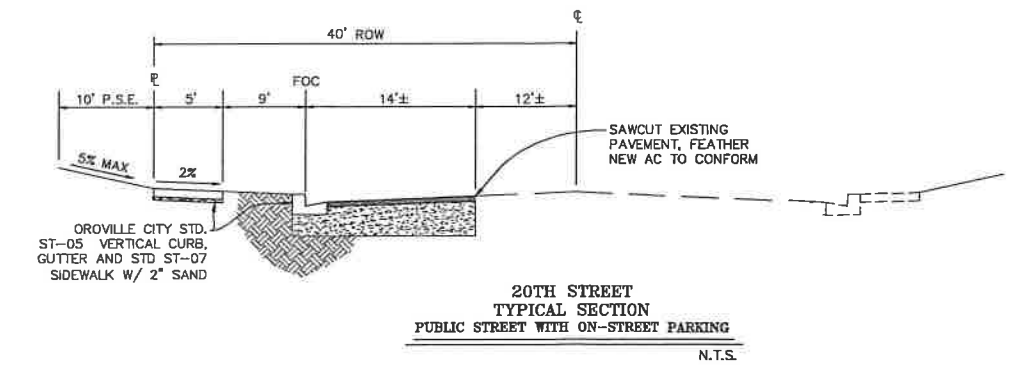 ℄
40' ROW
℄
FOC
10' P.S.E.
5'
9'
14'±
12'±
SAWCUT EXISTING
PAVEMENT, FEATHER
NEW AC TO CONFORM
5% MAX
2%
OROVILLE CITY STD.
ST-05 VERTICAL CURB,
GUTTER AND STD ST-07
SIDEWALK W/ 2" SAND
20TH STREET
TYPICAL SECTION
PUBLIC STREET WITH ON-STREET PARKING
N.T.S.